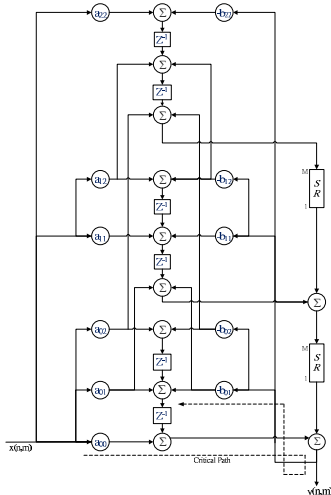 a22 Σ -b22
Z-1
Σ
Z-1
Σ
M
S
R
1
a12 Σ -b12
Z-1
a11 Σ -b11
Z-1
Σ
Σ
a02 Σ -b02
M
S
R
1
Z-1
a01 Σ -b01
Z-1
a00 Σ Σ
x(n,m)
Critical Path
y(n,m)